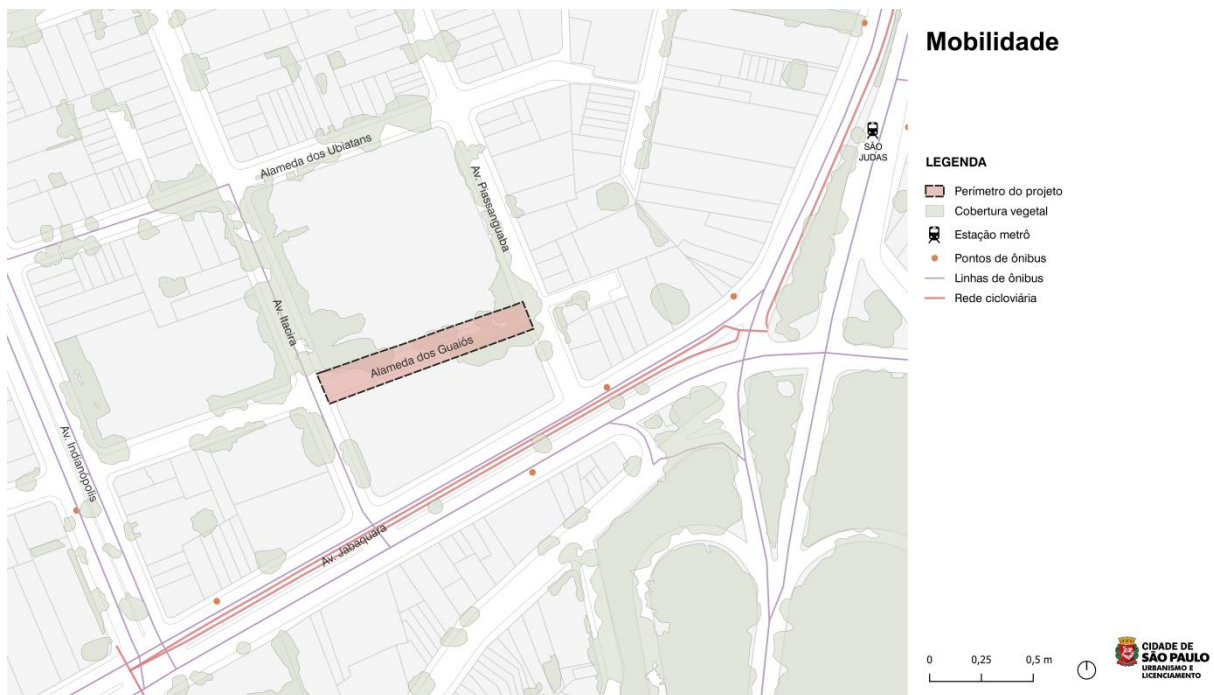 Mobilidade
LEGENDA
Perímetro do projeto
Cobertura vegetal
Estação metrô
Pontos de ônibus
Linhas de ônibus
Rede cicloviária
SÃO
JUDAS
Alameda dos Ubiatans
Av. Piassanguaba
Av. Itacira
Alameda dos Guaiós
Av. Indianópolis
Av. Jabaquara
0 0,25 0,5 m
CIDADE DE
SÃO PAULO
URBANISMO E
LICENCIAMENTO